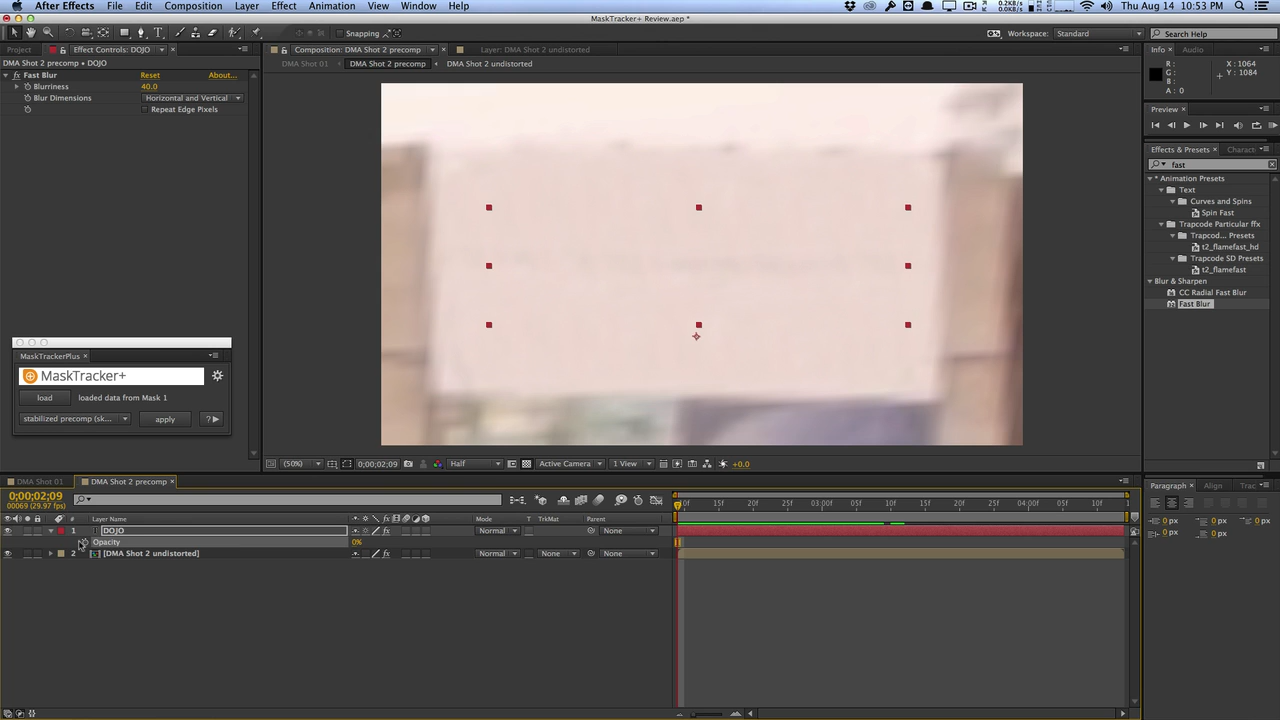 After Effects File Edit Composition Layer Effect Animation View Window Help 0.2KB/s 0.0KB/s Thu Aug 14 10:53 PM
MaskTracker+ Review.aep *
Snapping Workspace: Standard Search Help
Project Effect Controls: DOJO Composition: DMA Shot 2 precomp Layer: DMA Shot 2 undistorted Info Audio
DMA Shot 2 precomp • DOJO DMA Shot 01 DMA Shot 2 precomp DMA Shot 2 undistorted
R: X: 1064
G: Y: 1084
B:
A: 0
fx Fast Blur Reset About...
Blurriness 40.0
Blur Dimensions Horizontal and Vertical
Repeat Edge Pixels
Preview
Effects & Presets Charact
fast
* Animation Presets
Text
Curves and Spins
Spin Fast
Trapcode Particular ffx
Trapcod... Presets
t2_flamefast_hd
Trapcode SD Presets
t2_flamefast
Blur & Sharpen
CC Radial Fast Blur
Fast Blur
MaskTrackerPlus
MaskTracker+
load loaded data from Mask 1
stabilized precomp (sk... apply ?
(50%) 0;00;02;09 Half Active Camera 1 View +0.0
DMA Shot 01 DMA Shot 2 precomp
0;00;02;09
00069 (29.97 fps)
0f 15f 20f 25f 03:00f 05f 10f 15f 20f 25f 04:00f 05f 10f 1
# Layer Name Mode T TrkMat Parent
1 DOJO Normal None
Opacity 0%
2 [DMA Shot 2 undistorted] Normal None None
Paragraph Align Trac
0 px 0 px 0 px
0 px 0 px